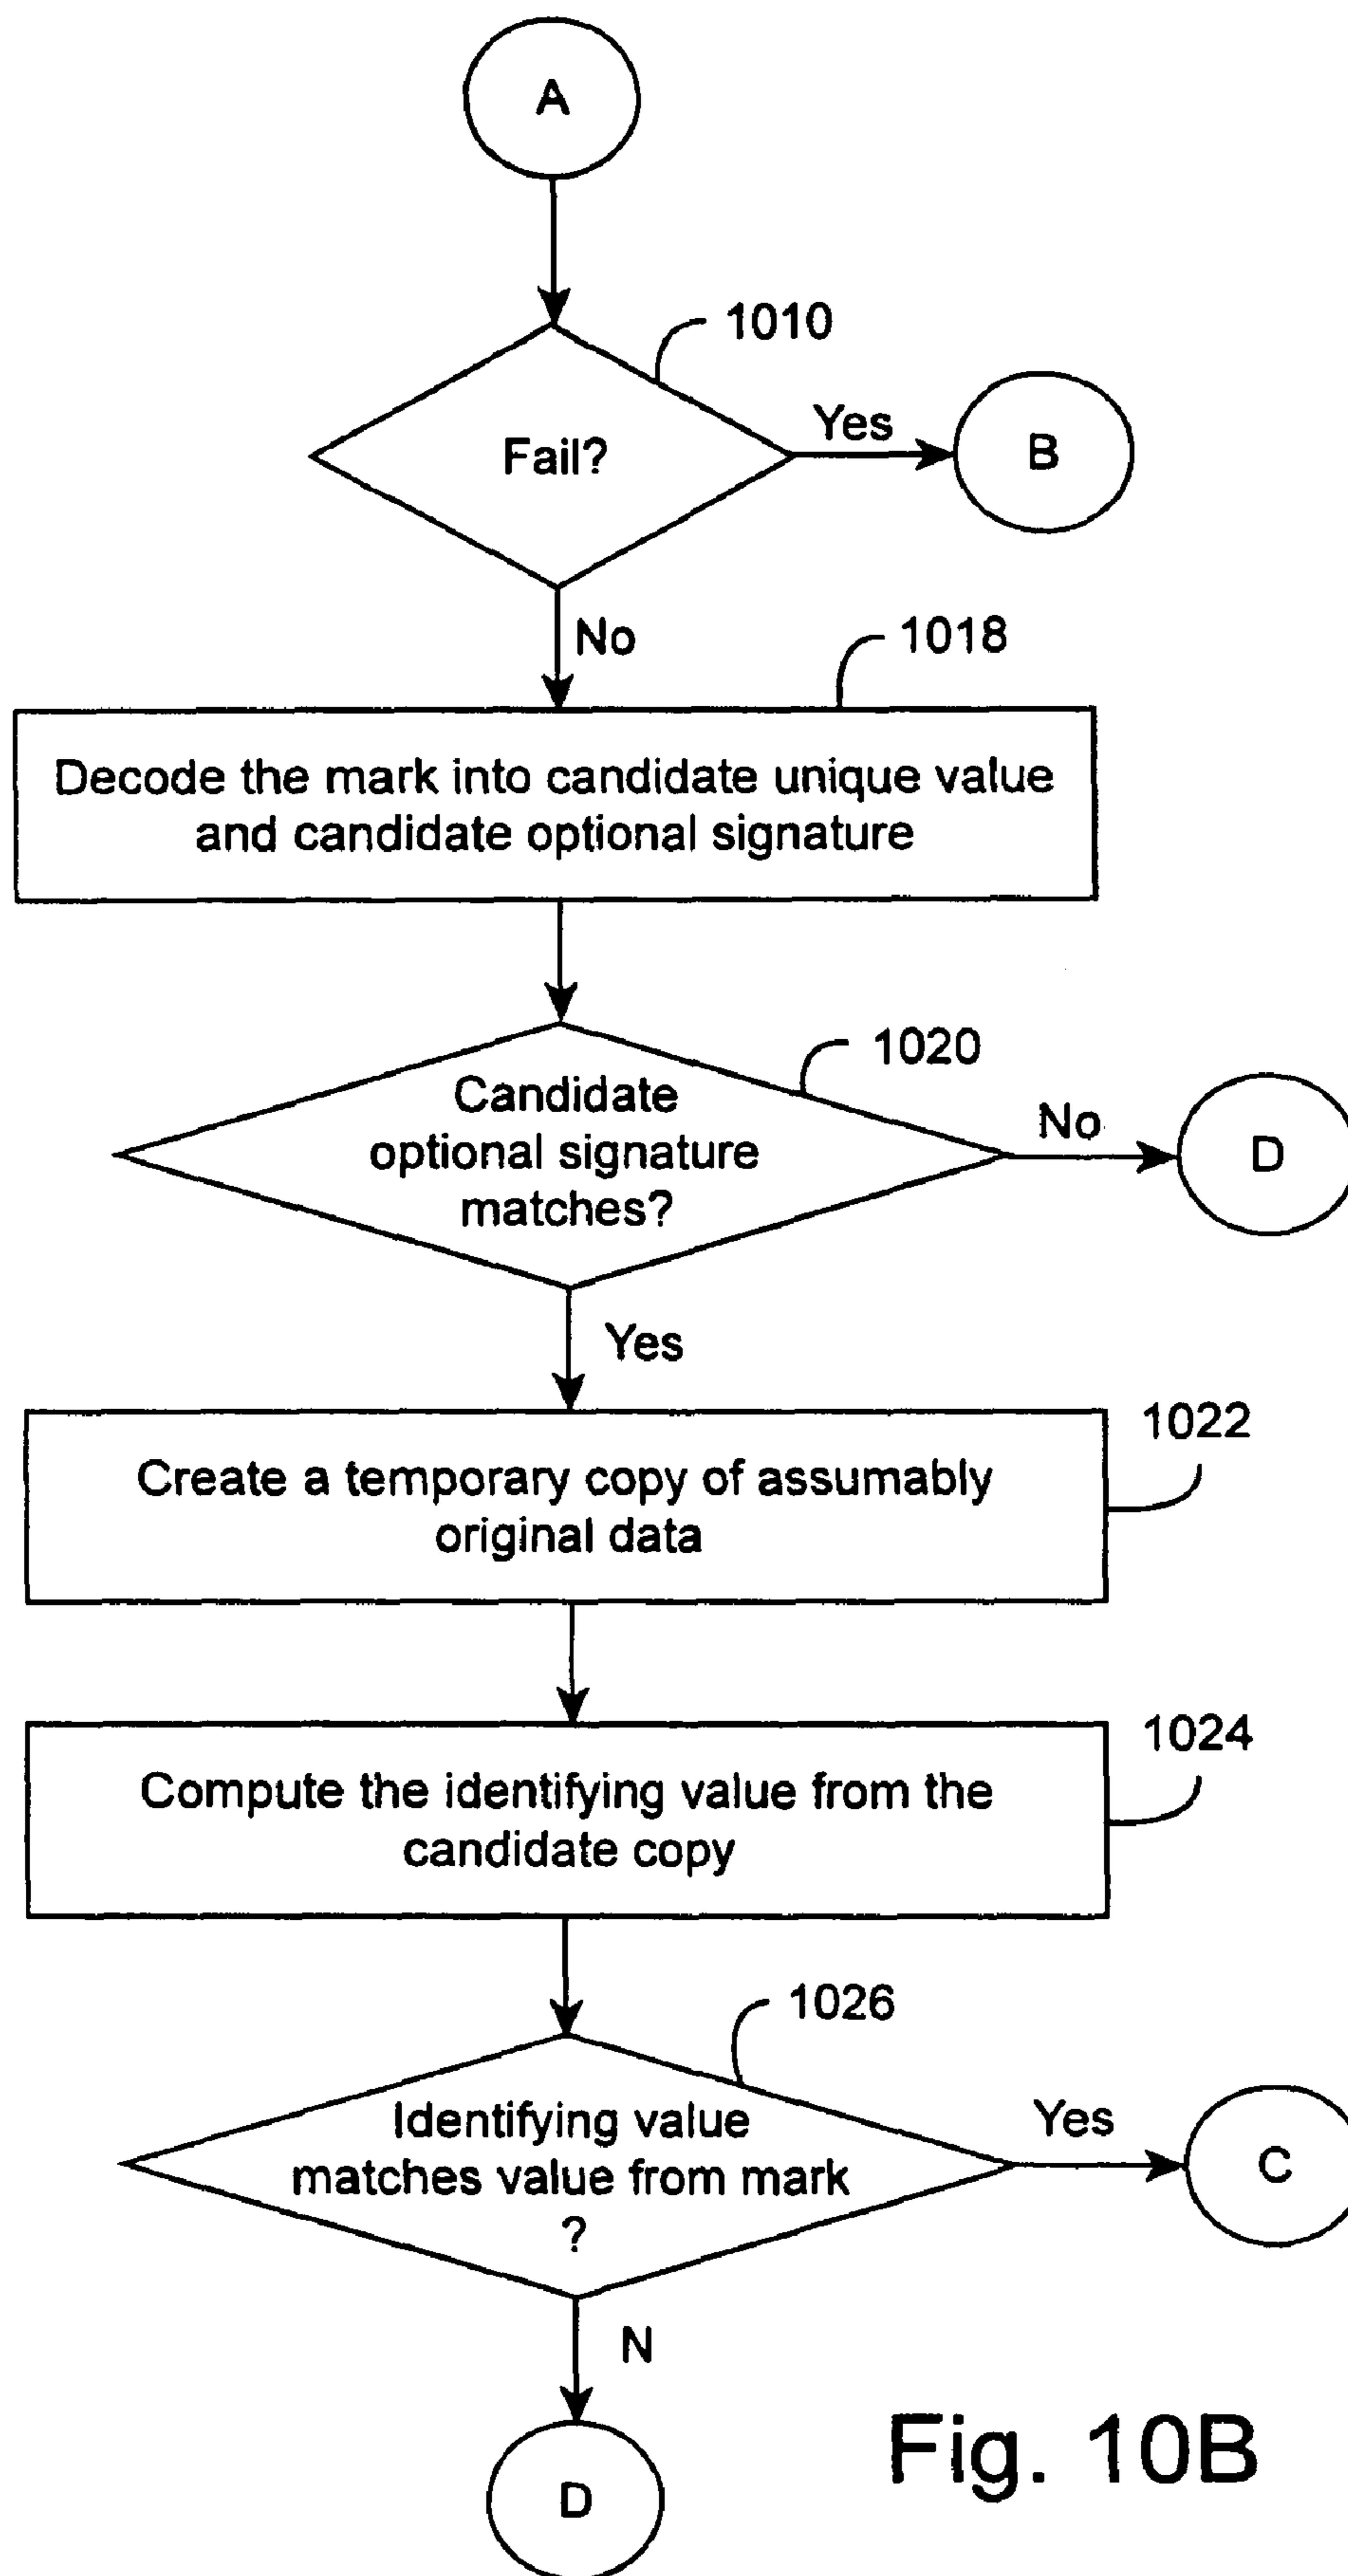 A
1010
Fail?
Yes
B
No
1018
Decode the mark into candidate unique value
and candidate optional signature
1020
Candidate
optional signature
matches?
No
D
Yes
1022
Create a temporary copy of assumably
original data
1024
Compute the identifying value from the
candidate copy
1026
Identifying value
matches value from mark
?
Yes
C
N
D
Fig. 10B